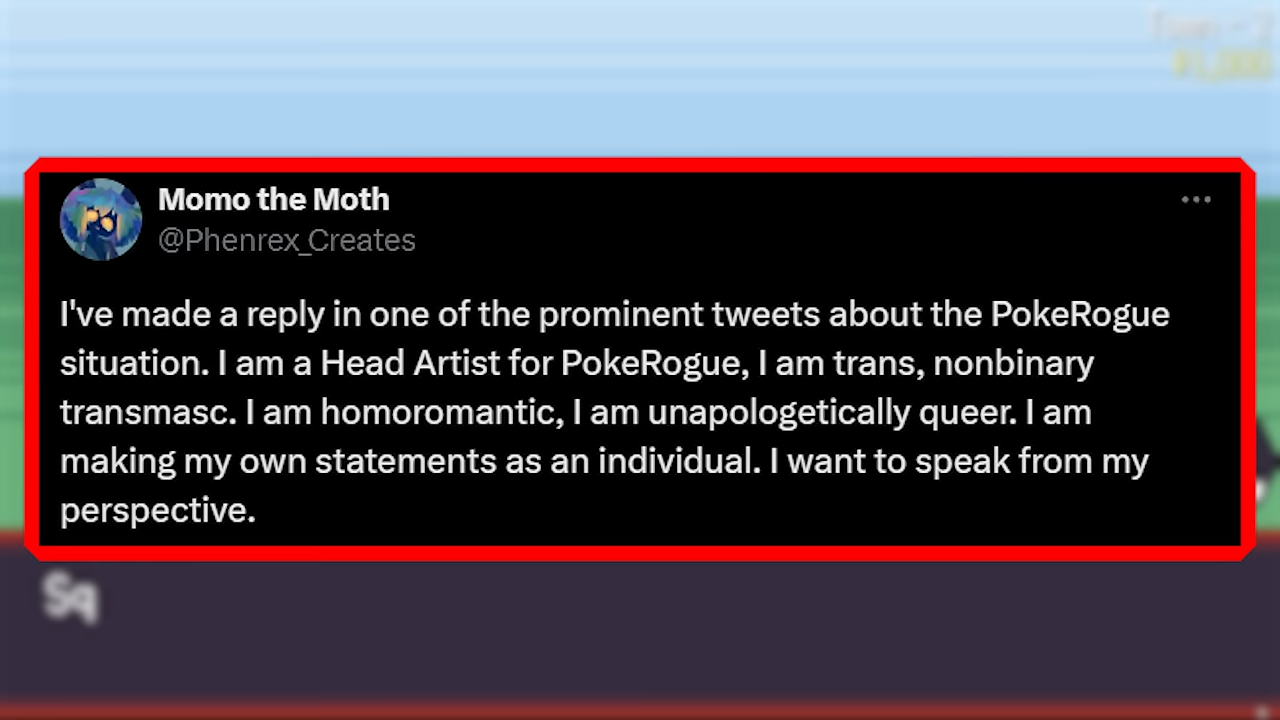 Momo the Moth
@Phenrex_Creates
I've made a reply in one of the prominent tweets about the PokeRogue
situation. I am a Head Artist for PokeRogue, I am trans, nonbinary
transmasc. I am homoromantic, I am unapologetically queer. I am
making my own statements as an individual. I want to speak from my
perspective.
Sq